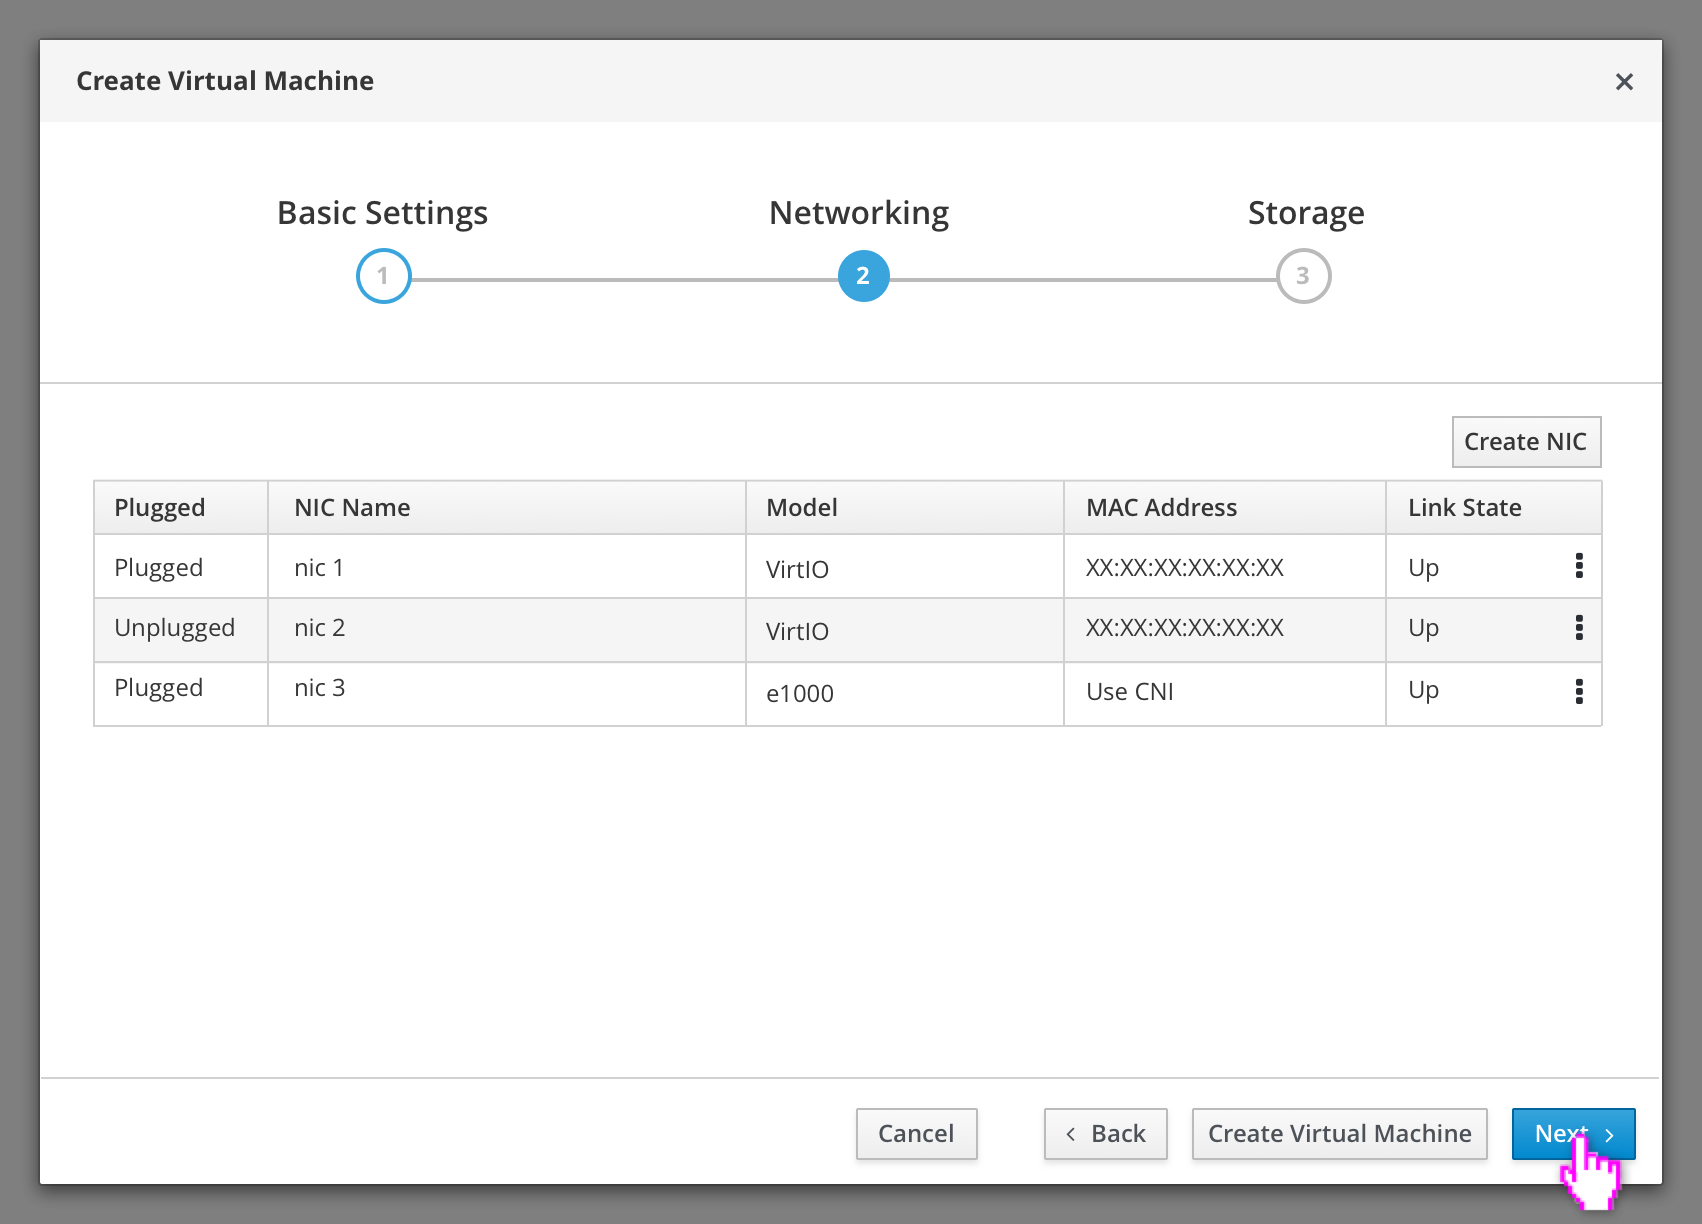 Create Virtual Machine
Basic Settings Networking Storage
1 2 3
Create NIC
Plugged NIC Name Model MAC Address Link State
Plugged nic 1 VirtIO XX:XX:XX:XX:XX:XX Up
Unplugged nic 2 VirtIO XX:XX:XX:XX:XX:XX Up
Plugged nic 3 e1000 Use CNI Up
Cancel Back Create Virtual Machine Next